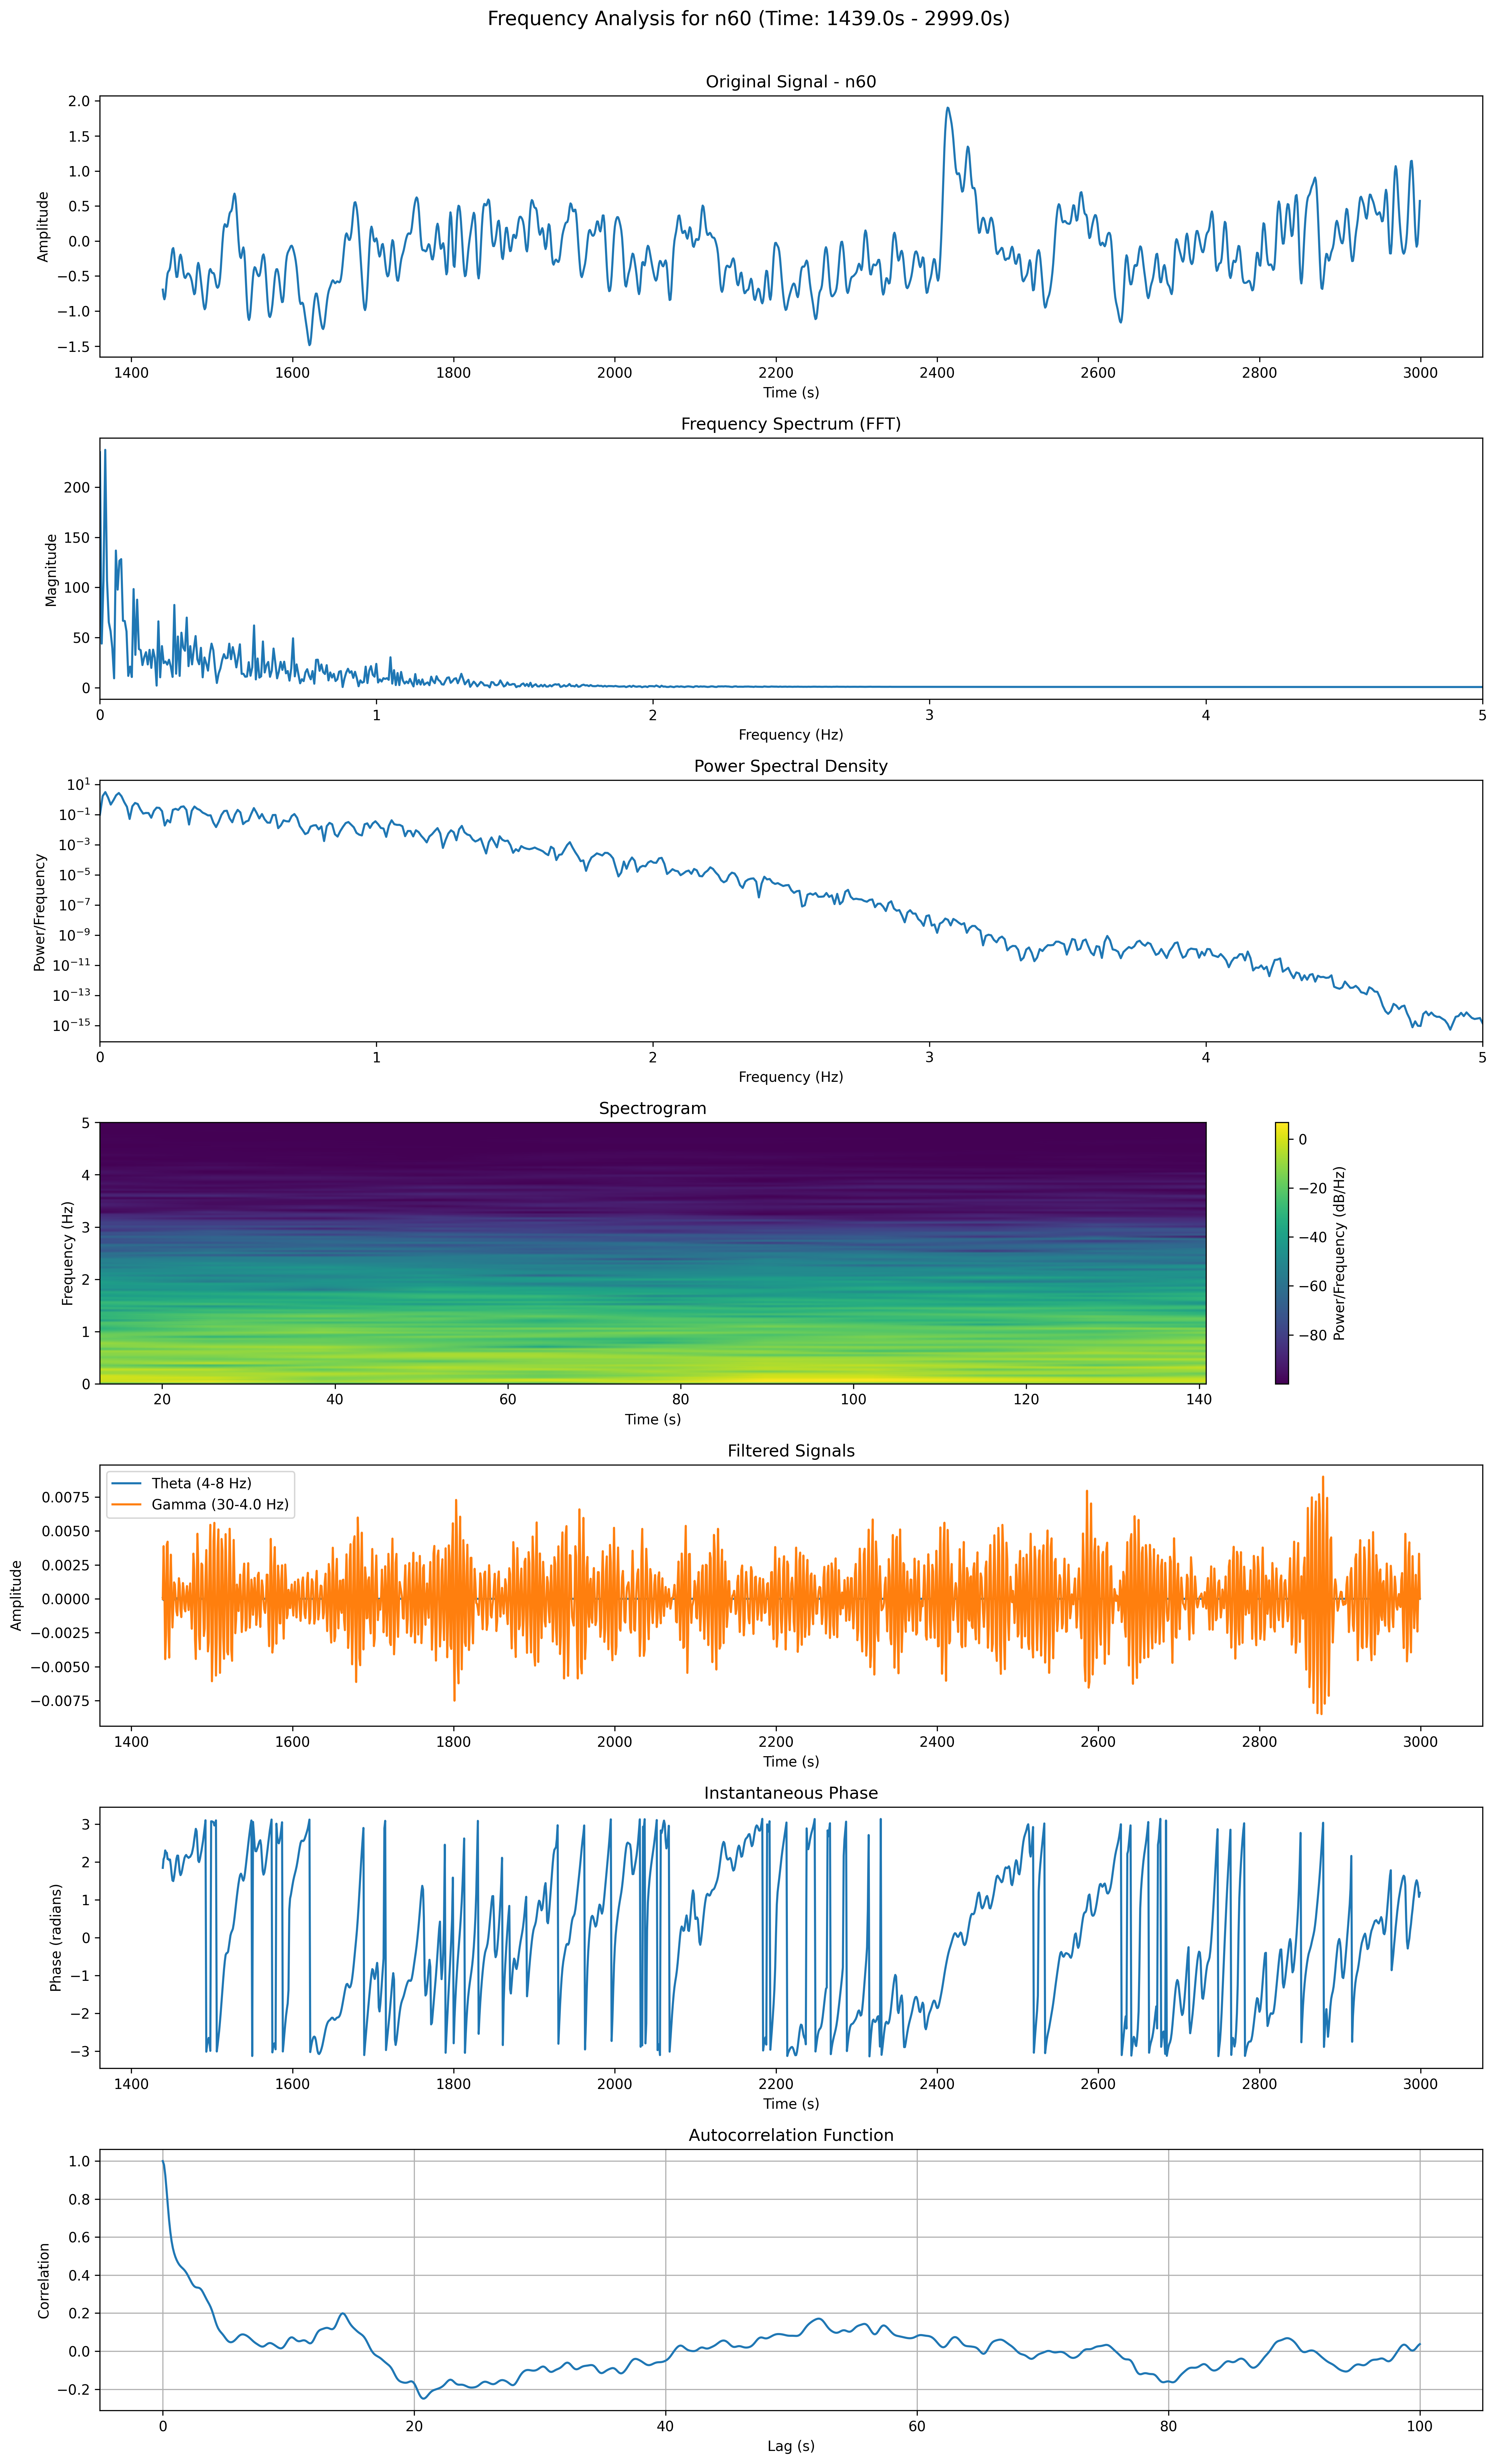 Frequency Analysis for n60 (Time: 1439.0s - 2999.0s)
Original Signal - n60
Amplitude
2.0
1.5
1.0
0.5
0.0
−0.5
−1.0
−1.5
1400 1600 1800 2000 2200 2400 2600 2800 3000
Time (s)
Frequency Spectrum (FFT)
Magnitude
200
150
100
50
0
0 1 2 3 4 5
Frequency (Hz)
Power Spectral Density
Power/Frequency
10¹
10⁻¹
10⁻³
10⁻⁵
10⁻⁷
10⁻⁹
10⁻¹¹
10⁻¹³
10⁻¹⁵
0 1 2 3 4 5
Frequency (Hz)
Spectrogram
Frequency (Hz)
5
4
3
2
1
0
20 40 60 80 100 120 140
Time (s)
0
−20
−40
−60
−80
Power/Frequency (dB/Hz)
Filtered Signals
Theta (4-8 Hz)
Gamma (30-4.0 Hz)
Amplitude
0.0075
0.0050
0.0025
0.0000
−0.0025
−0.0050
−0.0075
1400 1600 1800 2000 2200 2400 2600 2800 3000
Time (s)
Instantaneous Phase
Phase (radians)
3
2
1
0
−1
−2
−3
1400 1600 1800 2000 2200 2400 2600 2800 3000
Time (s)
Autocorrelation Function
Correlation
1.0
0.8
0.6
0.4
0.2
0.0
−0.2
0 20 40 60 80 100
Lag (s)